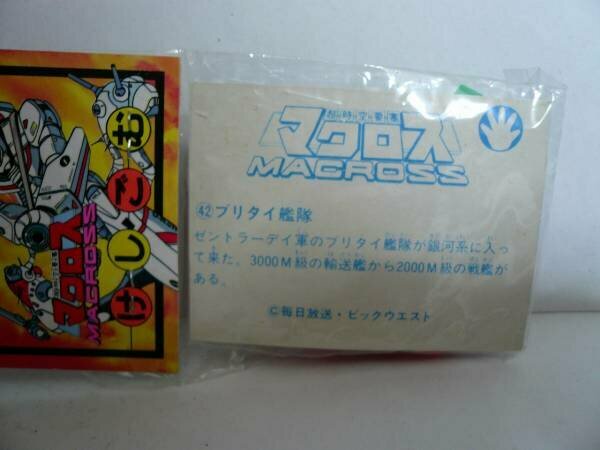 おこしけ
マクロス
MACROSS
超時空要塞
マクロス
MACROSS
㊷ブリタイ艦隊
ゼントラーデイ軍のブリタイ艦隊が銀河系に入っ
て来た。3000M級の輸送艦から2000M級の戦艦が
ある。
©毎日放送・ビックウエスト